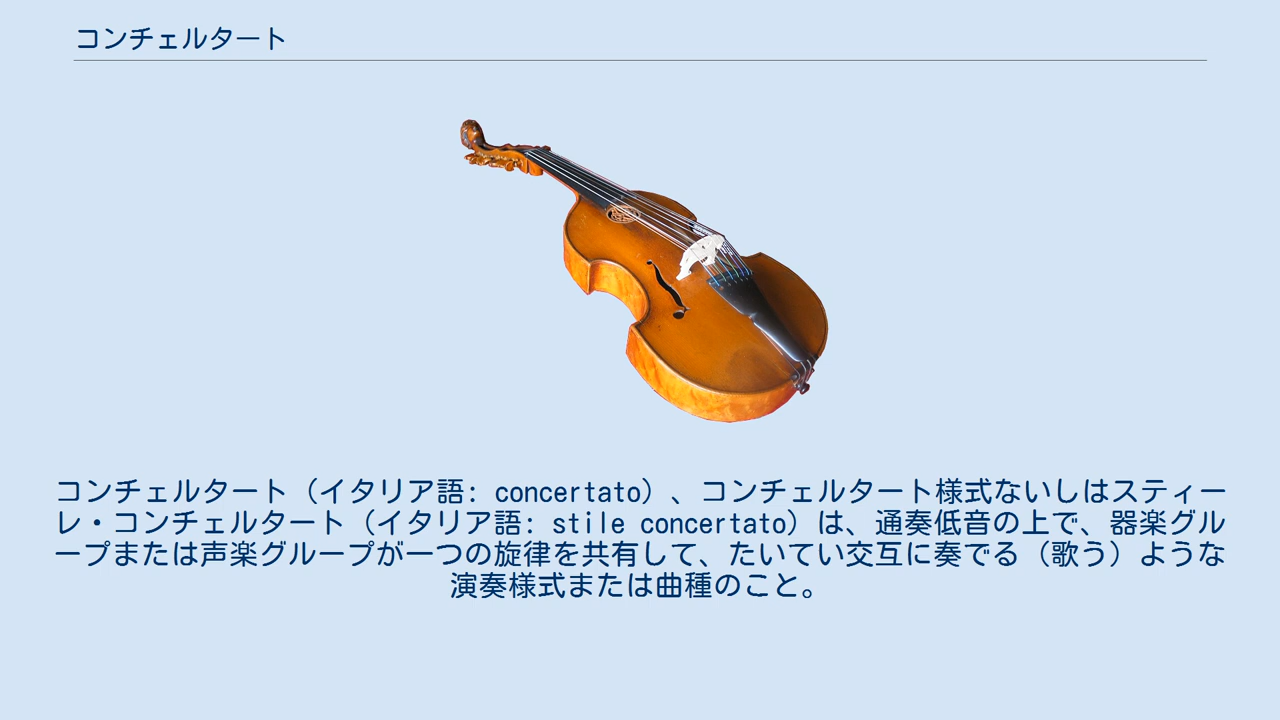 コンチェルタート
コンチェルタート（イタリア語: concertato）、コンチェルタート様式ないしはスティー
レ・コンチェルタート（イタリア語: stile concertato）は、通奏低音の上で、器楽グル
ープまたは声楽グループが一つの旋律を共有して、たいてい交互に奏でる（歌う）ような
演奏様式または曲種のこと。